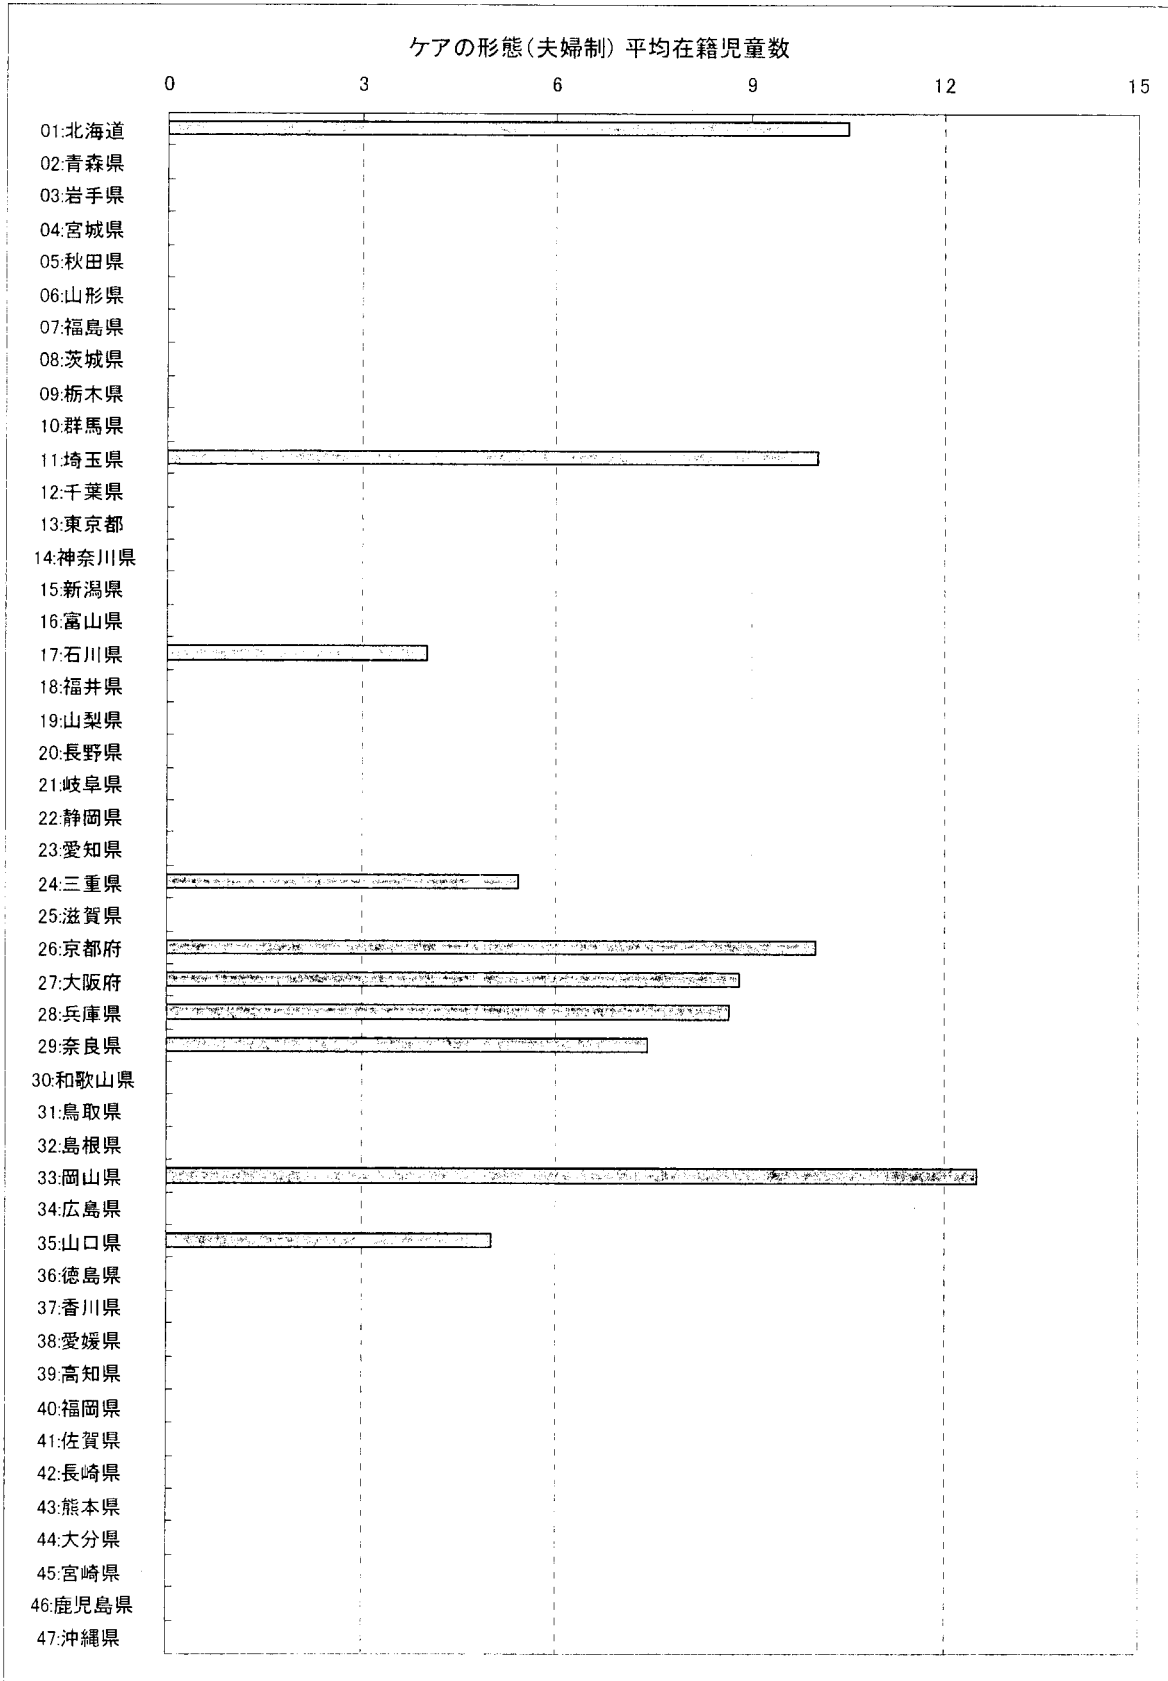 ケアの形態(夫婦制) 平均在籍児童数
0 3 6 9 12 15
01:北海道
02:青森県
03:岩手県
04:宮城県
05:秋田県
06:山形県
07:福島県
08:茨城県
09:栃木県
10:群馬県
11:埼玉県
12:千葉県
13:東京都
14:神奈川県
15:新潟県
16:富山県
17:石川県
18:福井県
19:山梨県
20:長野県
21:岐阜県
22:静岡県
23:愛知県
24:三重県
25:滋賀県
26:京都府
27:大阪府
28:兵庫県
29:奈良県
30:和歌山県
31:鳥取県
32:島根県
33:岡山県
34:広島県
35:山口県
36:徳島県
37:香川県
38:愛媛県
39:高知県
40:福岡県
41:佐賀県
42:長崎県
43:熊本県
44:大分県
45:宮崎県
46:鹿児島県
47:沖縄県